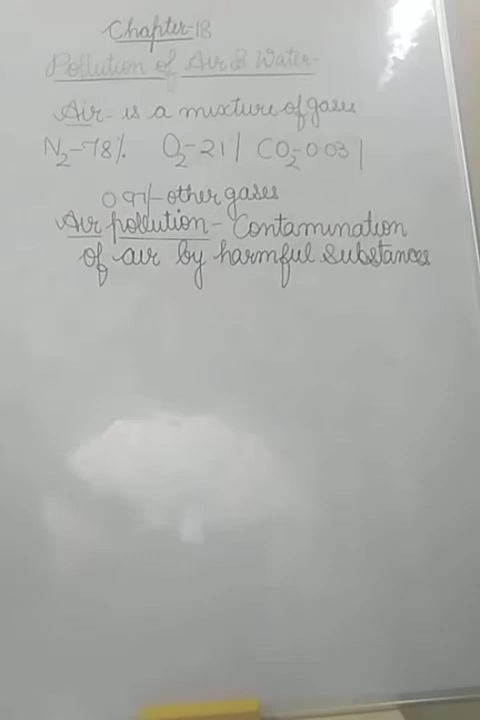 Chapter-18
Pollution of Air & Water-
Air- is a mixture of gases
N2-78% O2-21% CO2-0.03%
0.97%-other gases
Air pollution - Contamination
of air by harmful substances